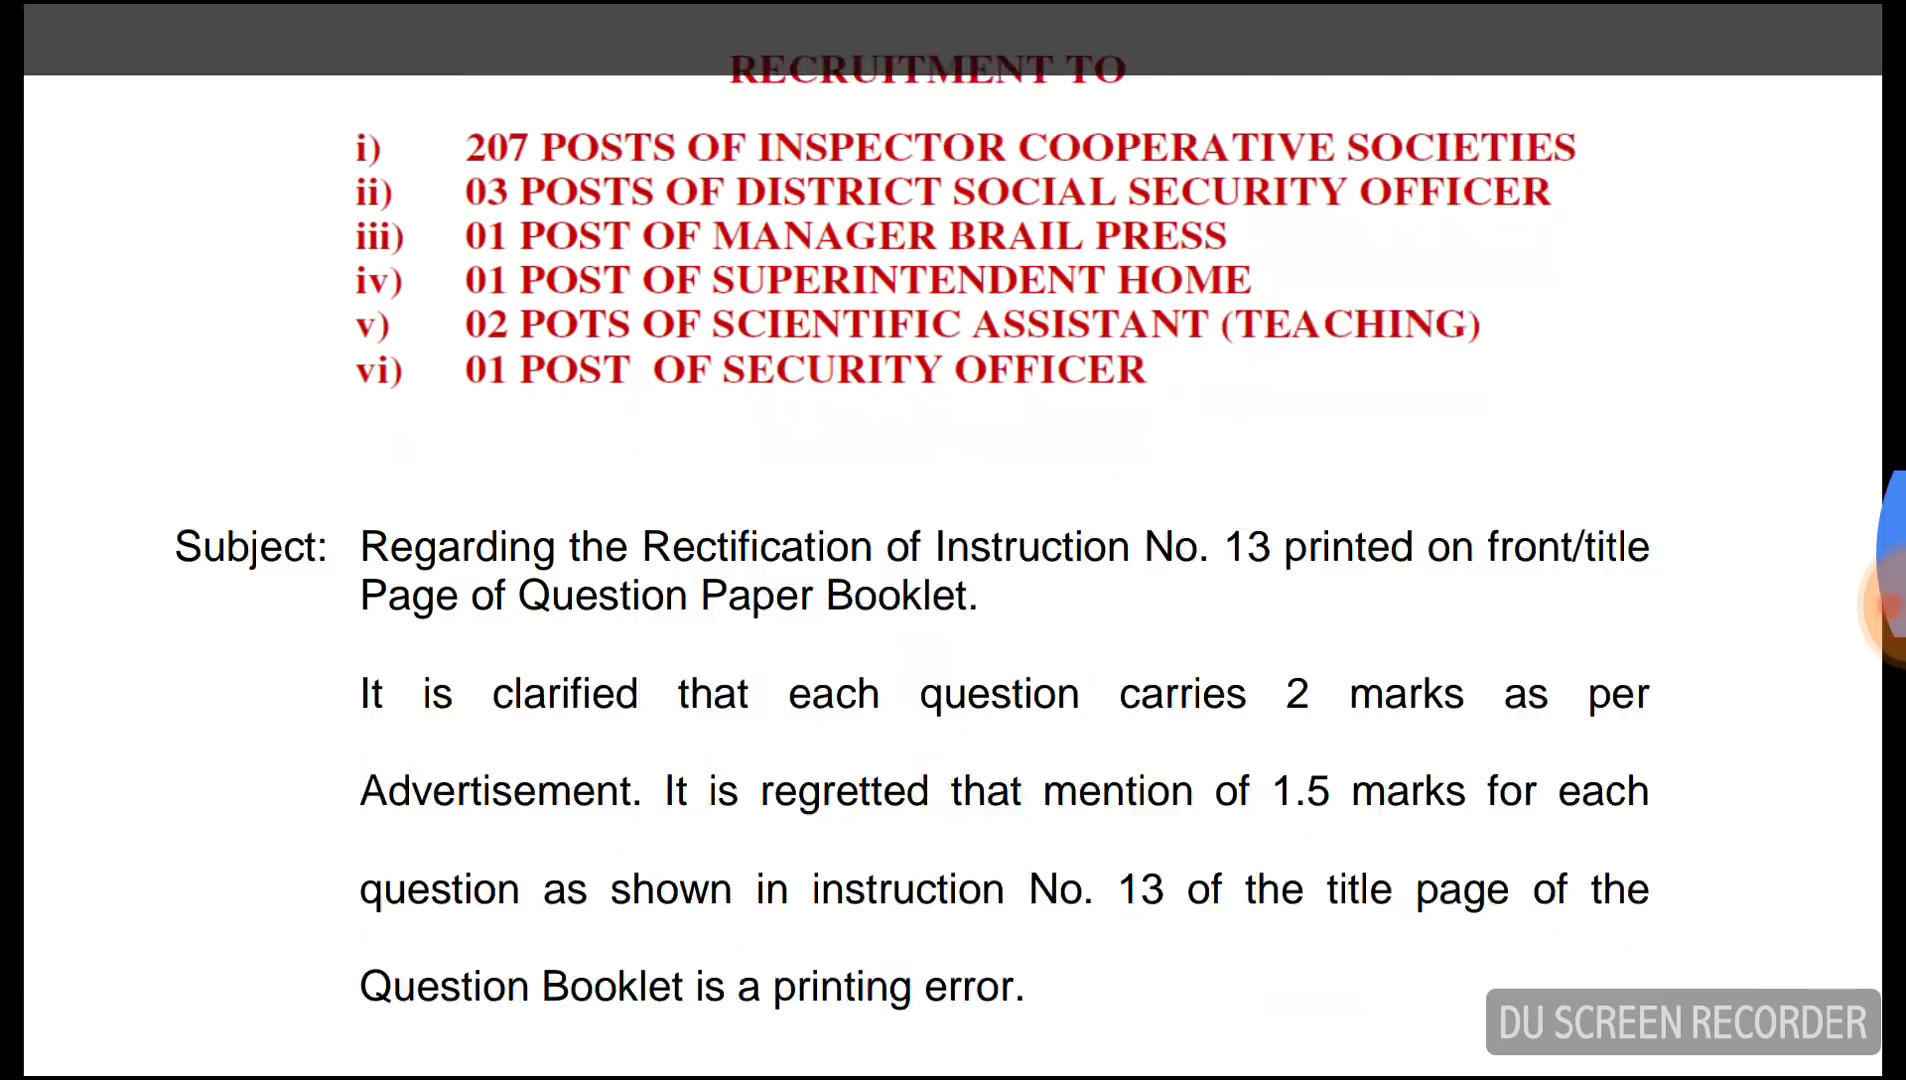 RECRUITMENT TO
i) 207 POSTS OF INSPECTOR COOPERATIVE SOCIETIES
ii) 03 POSTS OF DISTRICT SOCIAL SECURITY OFFICER
iii) 01 POST OF MANAGER BRAIL PRESS
iv) 01 POST OF SUPERINTENDENT HOME
v) 02 POTS OF SCIENTIFIC ASSISTANT (TEACHING)
vi) 01 POST OF SECURITY OFFICER
Subject: Regarding the Rectification of Instruction No. 13 printed on front/title
Page of Question Paper Booklet.
It is clarified that each question carries 2 marks as per
Advertisement. It is regretted that mention of 1.5 marks for each
question as shown in instruction No. 13 of the title page of the
Question Booklet is a printing error.
DU SCREEN RECORDER